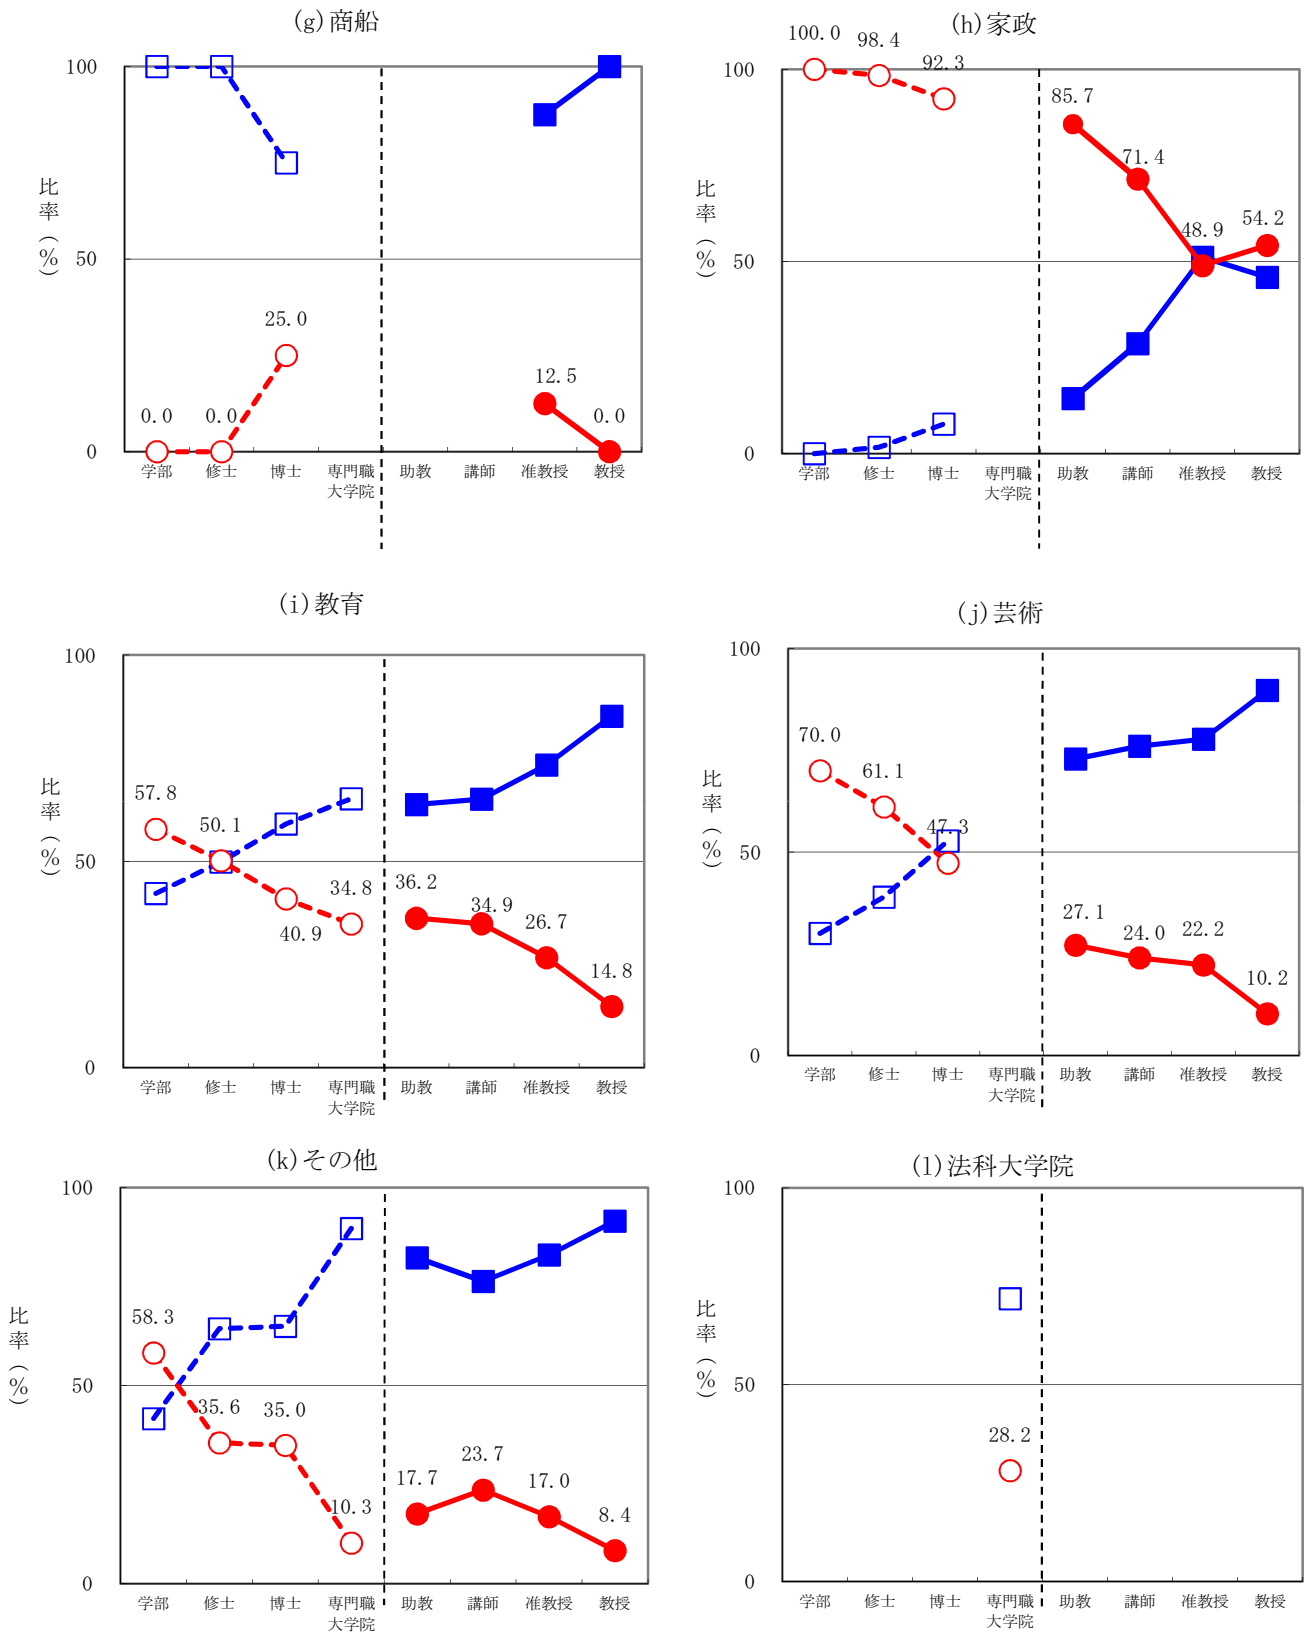 (g)商船
100
50
0
比率(%)
0.0
0.0
25.0
12.5
0.0
学部 修士 博士 専門職 助教 講師 准教授 教授
大学院
(h)家政
100
50
0
比率(%)
100.0
98.4
92.3
85.7
71.4
48.9
54.2
学部 修士 博士 専門職 助教 講師 准教授 教授
大学院
(i)教育
100
50
0
比率(%)
57.8
50.1
40.9
34.8
36.2
34.9
26.7
14.8
学部 修士 博士 専門職 助教 講師 准教授 教授
大学院
(j)芸術
100
50
0
比率(%)
70.0
61.1
47.3
27.1
24.0
22.2
10.2
学部 修士 博士 専門職 助教 講師 准教授 教授
大学院
(k)その他
100
50
0
比率(%)
58.3
35.6
35.0
10.3
17.7
23.7
17.0
8.4
学部 修士 博士 専門職 助教 講師 准教授 教授
大学院
(l)法科大学院
100
50
0
比率(%)
28.2
学部 修士 博士 専門職 助教 講師 准教授 教授
大学院